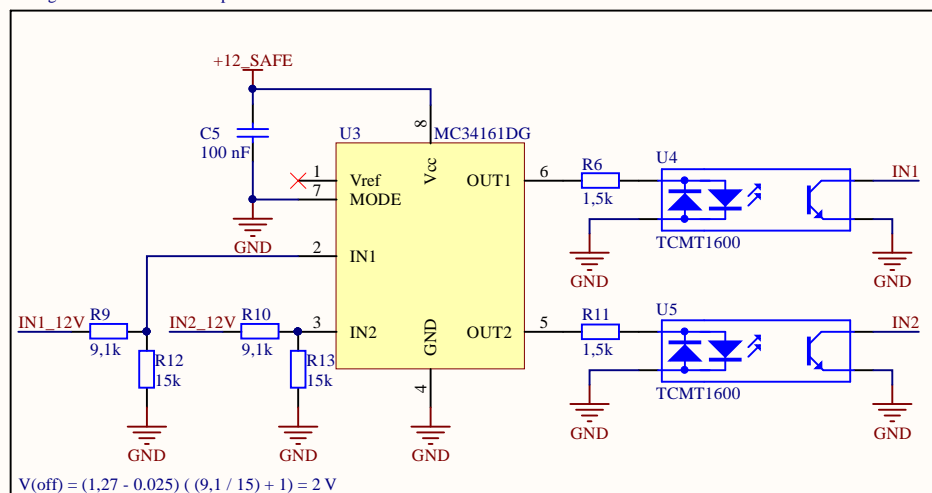 +12_SAFE
C5
100 nF
U3
MC34161DG
8
Vcc
1
Vref
7
MODE
GND
2
IN1
3
IN2
GND
4
GND
OUT1
6
OUT2
5
R6
1,5k
U4
IN1
TCMT1600
GND
GND
R11
1,5k
U5
IN2
TCMT1600
GND
GND
IN1_12V
R9
9,1k
R12
15k
GND
IN2_12V
R10
9,1k
R13
15k
GND
V(off) = (1,27 - 0.025) ( (9,1 / 15) + 1) = 2 V